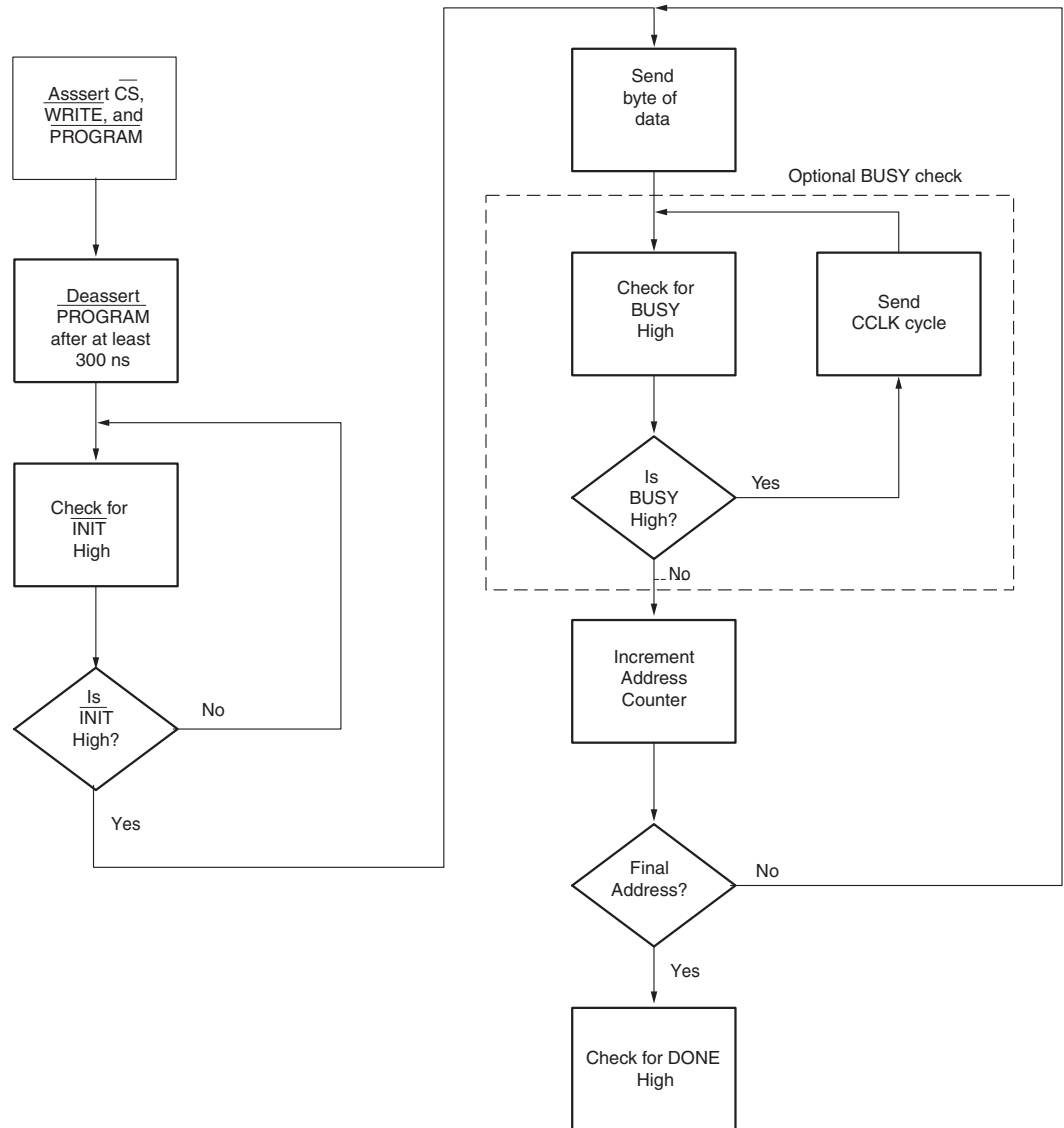 Asssert CS,
WRITE, and
PROGRAM
Deassert
PROGRAM
after at least
300 ns
Check for
INIT
High
Is
INIT
High?
No
Yes
Send
byte of
data
Optional BUSY check
Check for
BUSY
High
Send
CCLK cycle
Is
BUSY
High?
Yes
No
Increment
Address
Counter
Final
Address?
No
Yes
Check for DONE
High